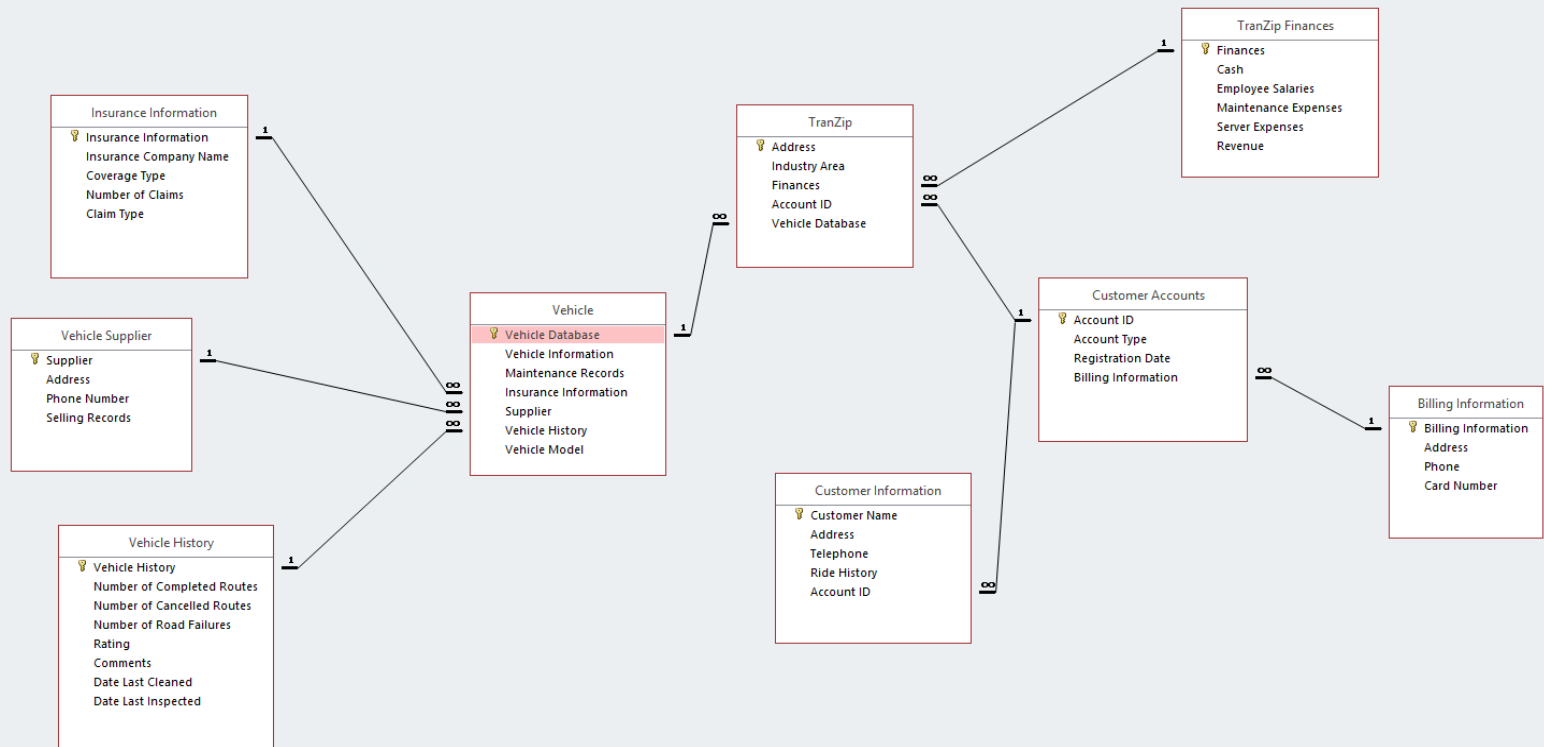 TranZip Finances
Finances
Cash
Employee Salaries
Maintenance Expenses
Server Expenses
Revenue
1
Insurance Information
Insurance Information
Insurance Company Name
Coverage Type
Number of Claims
Claim Type
1
TranZip
Address
Industry Area
Finances
Account ID
Vehicle Database
∞
∞
∞
Vehicle
Vehicle Database
Vehicle Information
Maintenance Records
Insurance Information
Supplier
Vehicle History
Vehicle Model
1
∞
∞
∞
Vehicle Supplier
Supplier
Address
Phone Number
Selling Records
1
Customer Accounts
Account ID
Account Type
Registration Date
Billing Information
1
∞
Billing Information
Billing Information
Address
Phone
Card Number
1
Customer Information
Customer Name
Address
Telephone
Ride History
Account ID
∞
Vehicle History
Vehicle History
Number of Completed Routes
Number of Cancelled Routes
Number of Road Failures
Rating
Comments
Date Last Cleaned
Date Last Inspected
1